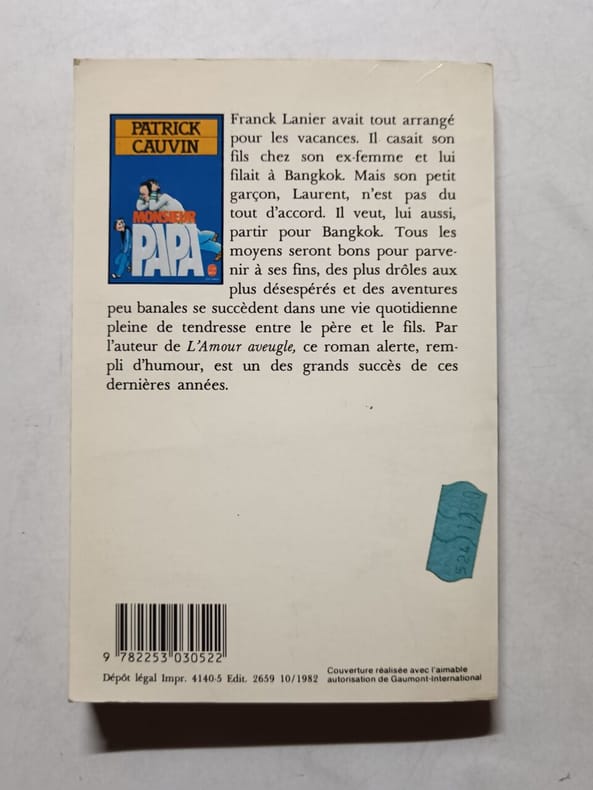 PATRICK
CAUVIN
MONSIEUR
PAPA
Franck Lanier avait tout arrangé
pour les vacances. Il casait son
fils chez son ex-femme et lui
filait à Bangkok. Mais son petit
garçon, Laurent, n'est pas du
tout d'accord. Il veut, lui aussi,
partir pour Bangkok. Tous les
moyens seront bons pour parve-
nir à ses fins, des plus drôles aux
plus désespérés et des aventures
peu banales se succèdent dans une vie quotidienne
pleine de tendresse entre le père et le fils. Par
l'auteur de L'Amour aveugle, ce roman alerte, rem-
pli d'humour, est un des grands succès de ces
dernières années.
9 782253 030522
Dépôt légal Impr. 4140-5 Edit. 2659 10/1982
Couverture réalisée avec l'aimable
autorisation de Gaumont-International